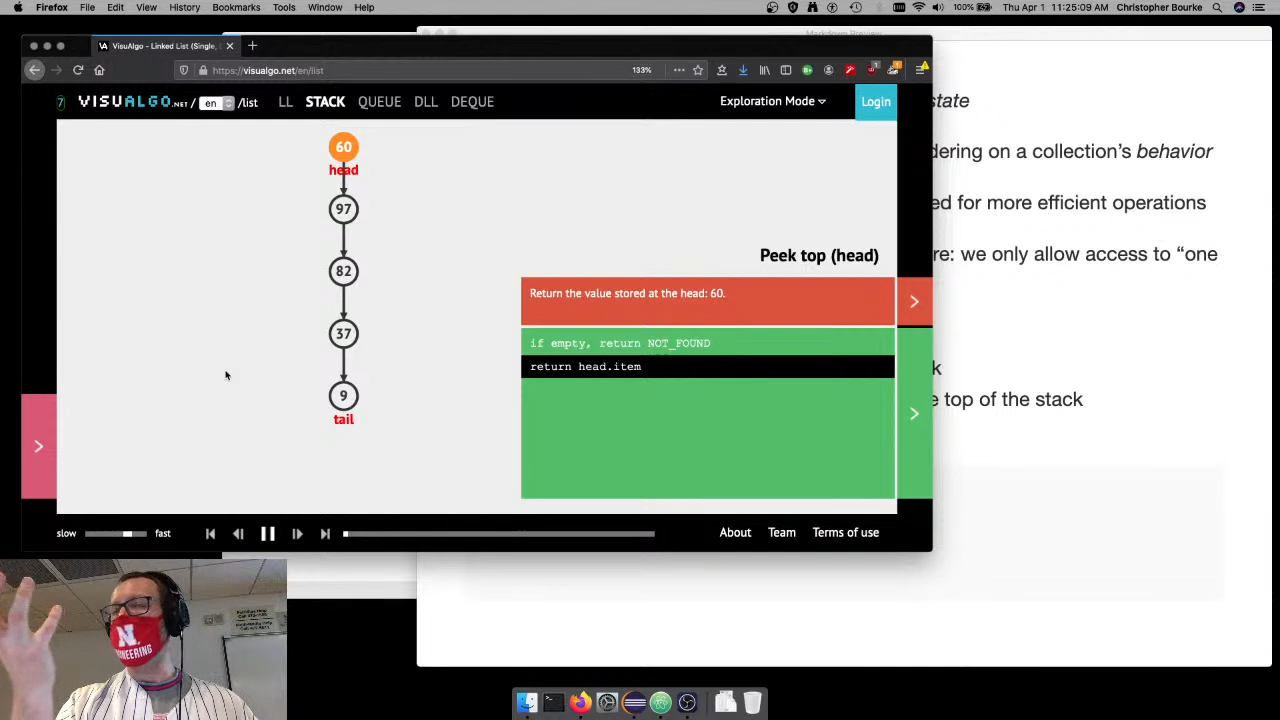 Firefox File Edit View History Bookmarks Tools Window Help 100% Thu Apr 1 11:25:09 Christopher Bourke
Markdown Preview
VisuAlgo - Linked List (Single,
https://visualgo.net/en/list 133%
7 VISUALGO.NET / en /list LL STACK QUEUE DLL DEQUE Exploration Mode Login
state
dering on a collection's behavior
ed for more efficient operations
re: we only allow access to “one
k
e top of the stack
60
head
97
82
37
9
tail
Peek top (head)
Return the value stored at the head: 60.
if empty, return NOT_FOUND
return head.item
slow fast About Team Terms of use
N